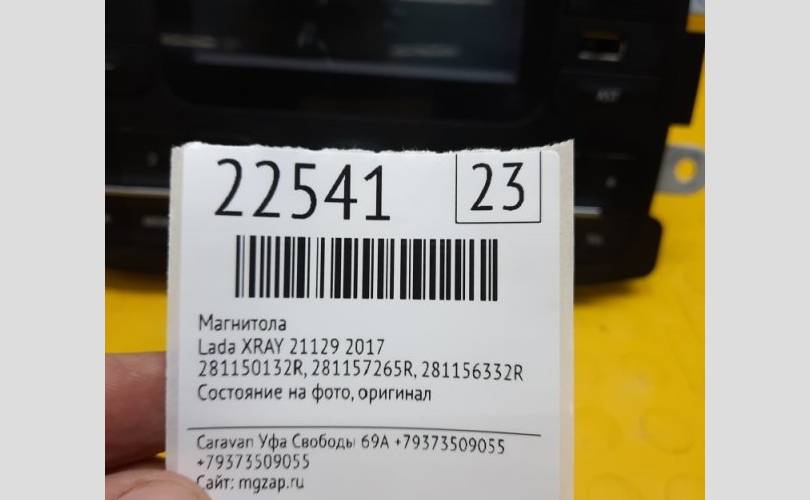 22541
23
Магнитола
Lada XRAY 21129 2017
281150132R, 281157265R, 281156332R
Состояние на фото, оригинал
Caravan Уфа Свободы 69А +79373509055
+79373509055
Сайт: mgzap.ru